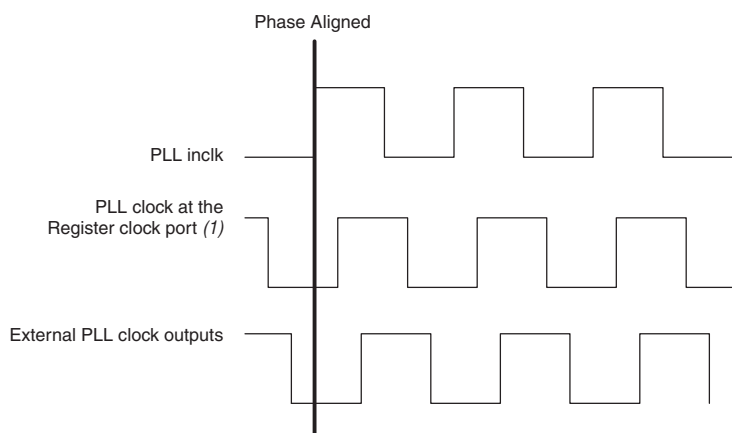 Phase Aligned
PLL inclk
PLL clock at the
Register clock port (1)
External PLL clock outputs